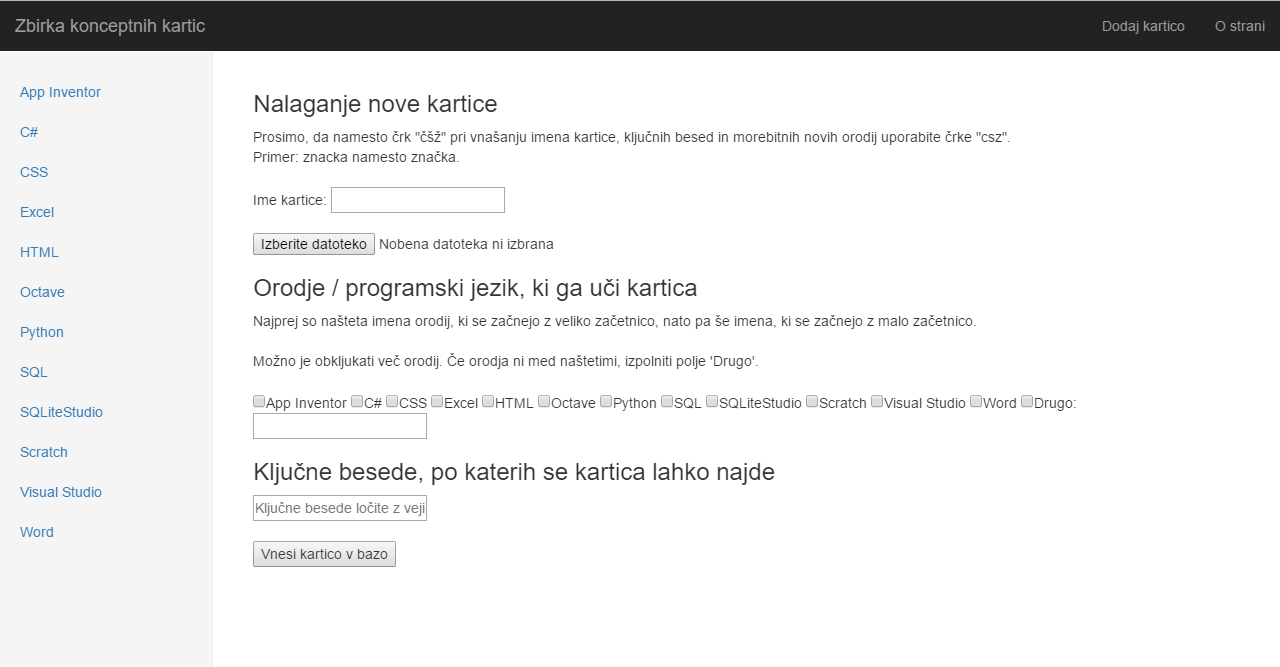 Zbirka konceptnih kartic
Dodaj kartico
O strani
App Inventor
C#
CSS
Excel
HTML
Octave
Python
SQL
SQLiteStudio
Scratch
Visual Studio
Word
Nalaganje nove kartice
Prosimo, da namesto črk "čšž" pri vnašanju imena kartice, ključnih besed in morebitnih novih orodij uporabite črke "csz".
Primer: znacka namesto značka.
Ime kartice:
Izberite datoteko Nobena datoteka ni izbrana
Orodje / programski jezik, ki ga uči kartica
Najprej so našteta imena orodij, ki se začnejo z veliko začetnico, nato pa še imena, ki se začnejo z malo začetnico.
Možno je obkljukati več orodij. Če orodja ni med naštetimi, izpolniti polje 'Drugo'.
App Inventor C# CSS Excel HTML Octave Python SQL SQLiteStudio Scratch Visual Studio Word Drugo:
Ključne besede, po katerih se kartica lahko najde
Ključne besede ločite z veji
Vnesi kartico v bazo